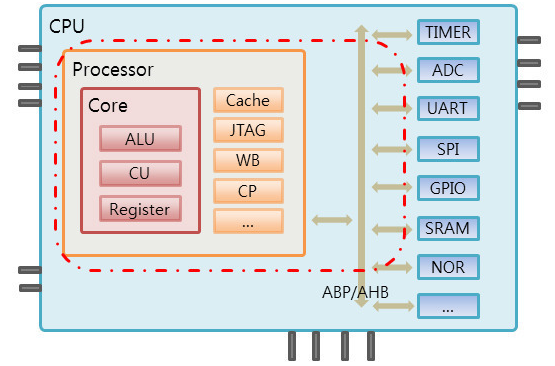 CPU
Processor
Core
ALU
CU
Register
Cache
JTAG
WB
CP
...
ABP/AHB
TIMER
ADC
UART
SPI
GPIO
SRAM
NOR
...